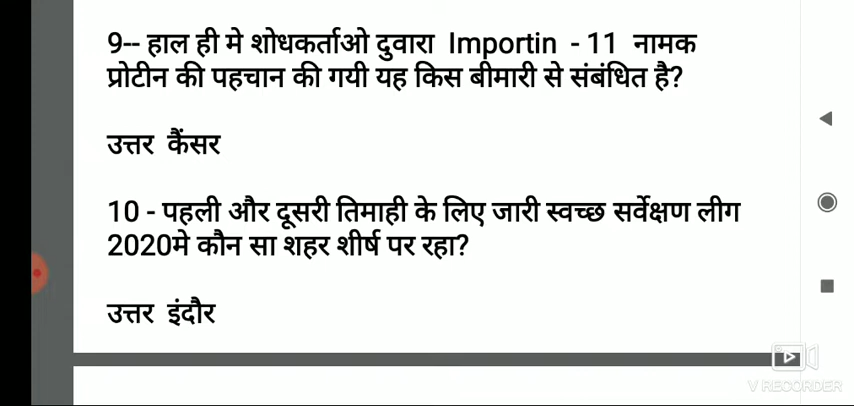 9-- हाल ही मे शोधकर्ताओ दुवारा Importin - 11 नामक
प्रोटीन की पहचान की गयी यह किस बीमारी से संबंधित है?
उत्तर कैंसर
10 - पहली और दूसरी तिमाही के लिए जारी स्वच्छ सर्वेक्षण लीग
2020मे कौन सा शहर शीर्ष पर रहा?
उत्तर इंदौर
V RECORDER